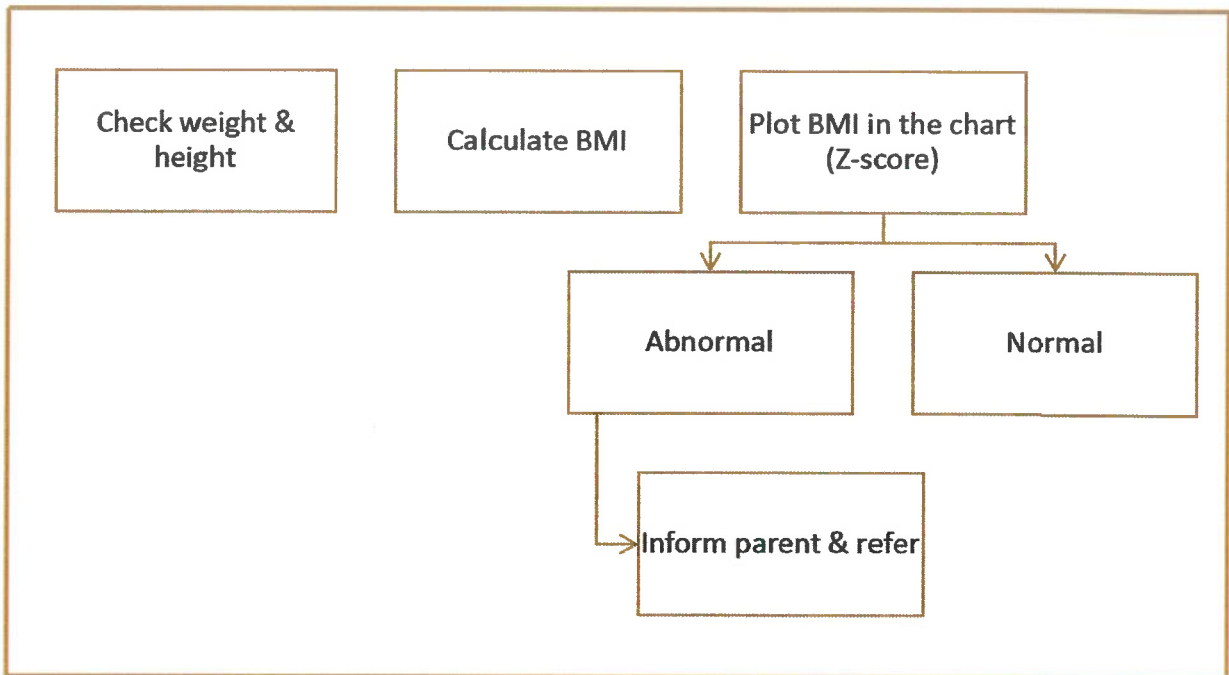 Check weight &
height
Calculate BMI
Plot BMI in the chart
(Z-score)
Abnormal
Normal
Inform parent & refer